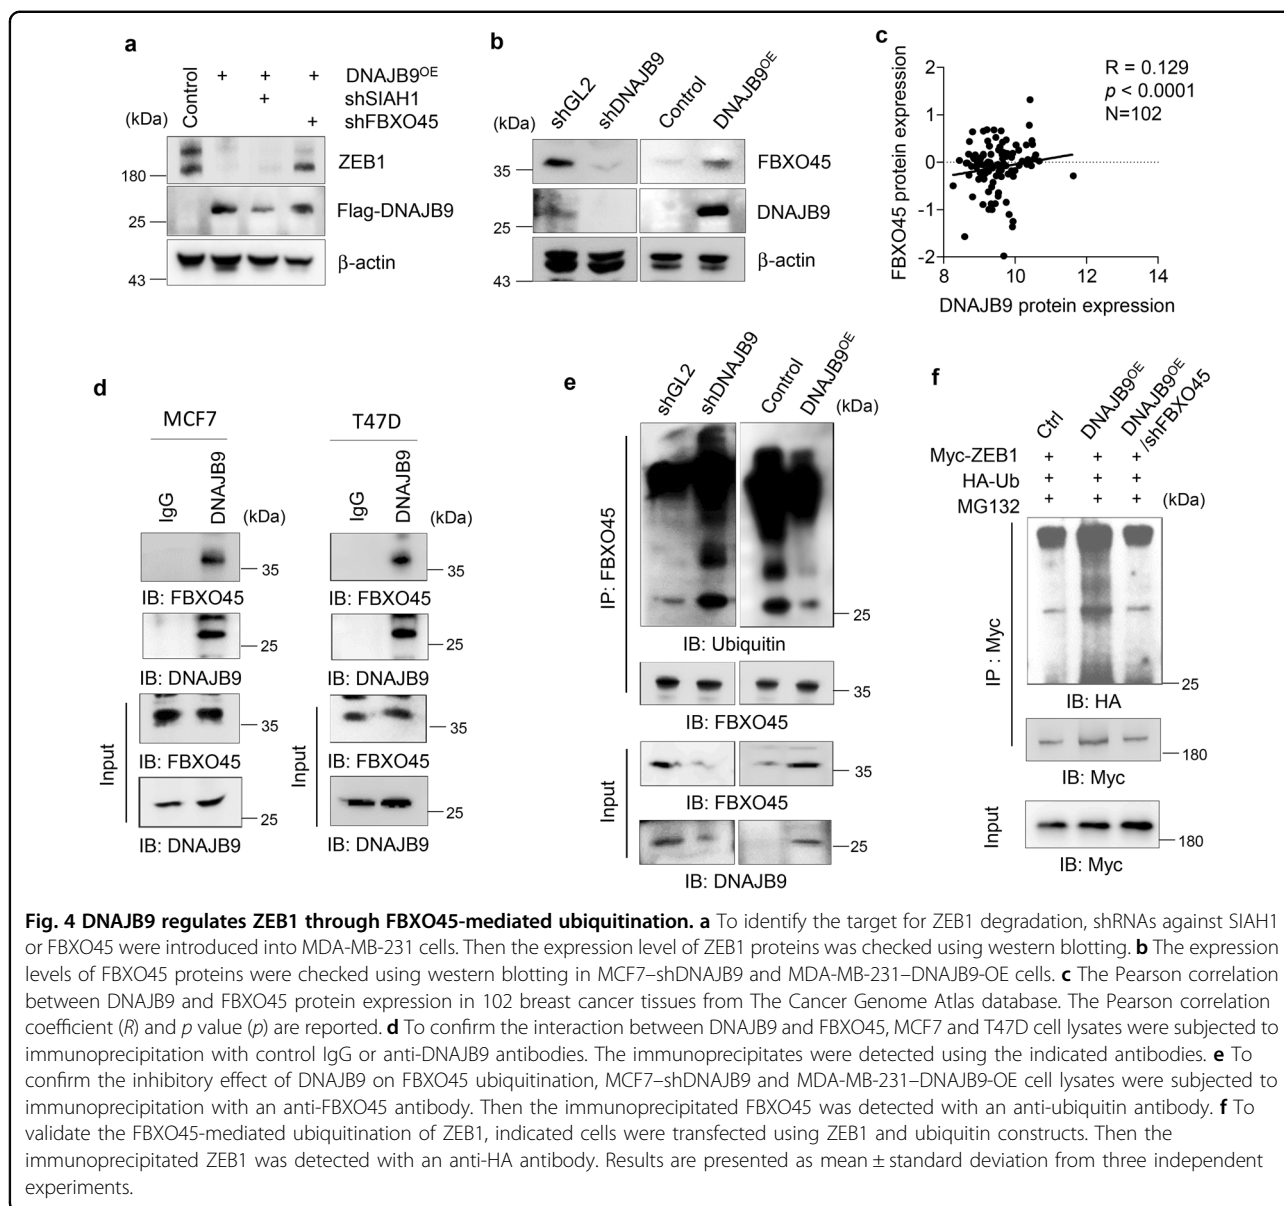 a
Control
+ + + DNAJB9OE
+ shSIAH1
+ shFBXO45
(kDa)
ZEB1
180
Flag-DNAJB9
25
β-actin
43
b
shGL2
shDNAJB9
Control
DNAJB9OE
(kDa)
FBXO45
35
DNAJB9
25
β-actin
43
c
FBXO45 protein expression
2
1
0
-1
-2
8 10 12 14
DNAJB9 protein expression
R = 0.129
p < 0.0001
N=102
d
MCF7
IgG
DNAJB9
(kDa)
35
IB: FBXO45
25
IB: DNAJB9
Input
35
IB: FBXO45
25
IB: DNAJB9
T47D
IgG
DNAJB9
(kDa)
35
IB: FBXO45
25
IB: DNAJB9
Input
35
IB: FBXO45
25
IB: DNAJB9
e
shGL2
shDNAJB9
Control
DNAJB9OE
(kDa)
IP: FBXO45
25
IB: Ubiquitin
35
IB: FBXO45
Input
35
IB: FBXO45
25
IB: DNAJB9
f
Ctrl
DNAJB9OE
DNAJB9OE
/shFBXO45
Myc-ZEB1 + + +
HA-Ub + + +
MG132 + + +
(kDa)
IP : Myc
25
IB: HA
180
IB: Myc
Input
180
IB: Myc
Fig. 4 DNAJB9 regulates ZEB1 through FBXO45-mediated ubiquitination. a To identify the target for ZEB1 degradation, shRNAs against SIAH1
or FBXO45 were introduced into MDA-MB-231 cells. Then the expression level of ZEB1 proteins was checked using western blotting. b The expression
levels of FBXO45 proteins were checked using western blotting in MCF7–shDNAJB9 and MDA-MB-231–DNAJB9-OE cells. c The Pearson correlation
between DNAJB9 and FBXO45 protein expression in 102 breast cancer tissues from The Cancer Genome Atlas database. The Pearson correlation
coefficient (R) and p value (p) are reported. d To confirm the interaction between DNAJB9 and FBXO45, MCF7 and T47D cell lysates were subjected to
immunoprecipitation with control IgG or anti-DNAJB9 antibodies. The immunoprecipitates were detected using the indicated antibodies. e To
confirm the inhibitory effect of DNAJB9 on FBXO45 ubiquitination, MCF7–shDNAJB9 and MDA-MB-231–DNAJB9-OE cell lysates were subjected to
immunoprecipitation with an anti-FBXO45 antibody. Then the immunoprecipitated FBXO45 was detected with an anti-ubiquitin antibody. f To
validate the FBXO45-mediated ubiquitination of ZEB1, indicated cells were transfected using ZEB1 and ubiquitin constructs. Then the
immunoprecipitated ZEB1 was detected with an anti-HA antibody. Results are presented as mean ± standard deviation from three independent
experiments.